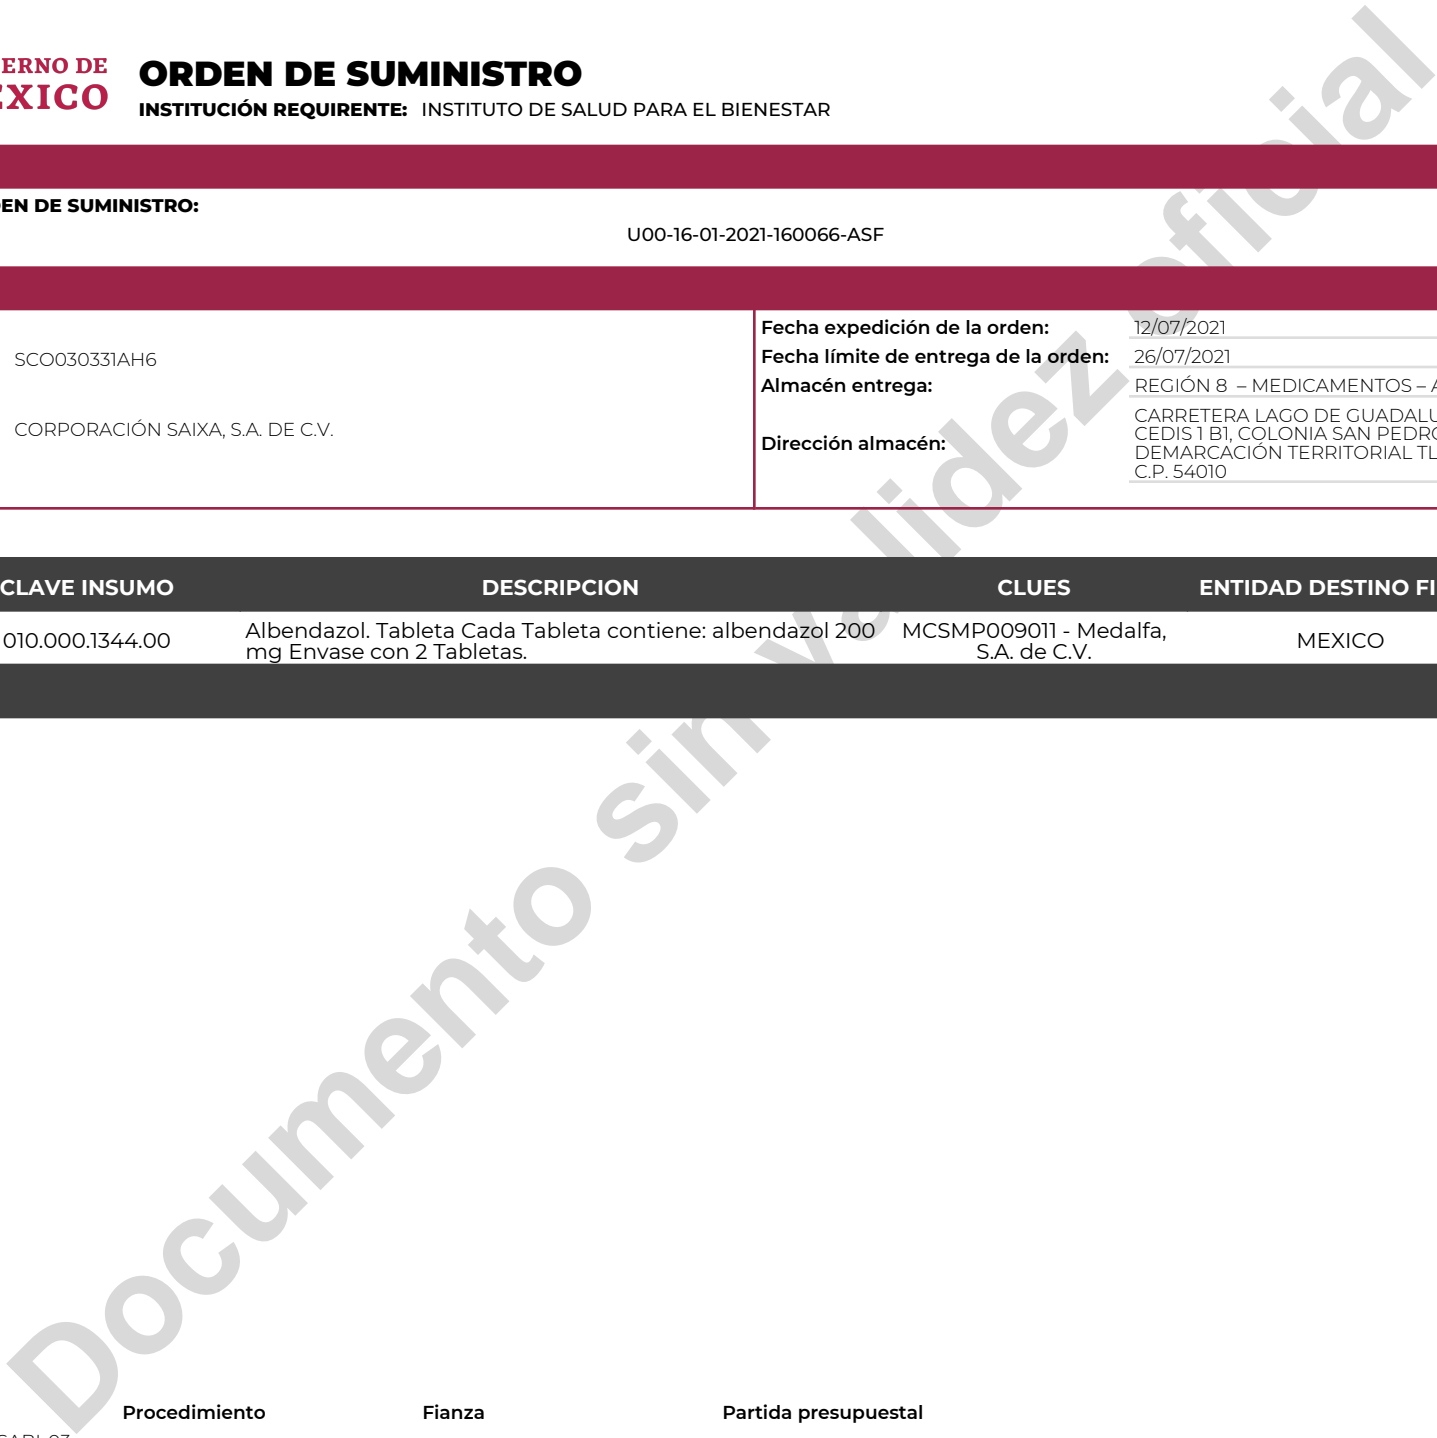 ERNO DE
EXICO
ORDEN DE SUMINISTRO
INSTITUCIÓN REQUIRENTE: INSTITUTO DE SALUD PARA EL BIENESTAR
EN DE SUMINISTRO:
U00-16-01-2021-160066-ASF
SCO030331AH6
CORPORACIÓN SAIXA, S.A. DE C.V.
Fecha expedición de la orden: 12/07/2021
Fecha límite de entrega de la orden: 26/07/2021
Almacén entrega: REGIÓN 8 – MEDICAMENTOS – A
Dirección almacén:
CARRETERA LAGO DE GUADALU
CEDIS 1 B1, COLONIA SAN PEDRO
DEMARCACIÓN TERRITORIAL TL
C.P. 54010
CLAVE INSUMO DESCRIPCION CLUES ENTIDAD DESTINO FI
010.000.1344.00
Albendazol. Tableta Cada Tableta contiene: albendazol 200
mg Envase con 2 Tabletas.
MCSMP009011 - Medalfa,
S.A. de C.V.
MEXICO
Documento sin validez oficial
Procedimiento Fianza Partida presupuestal